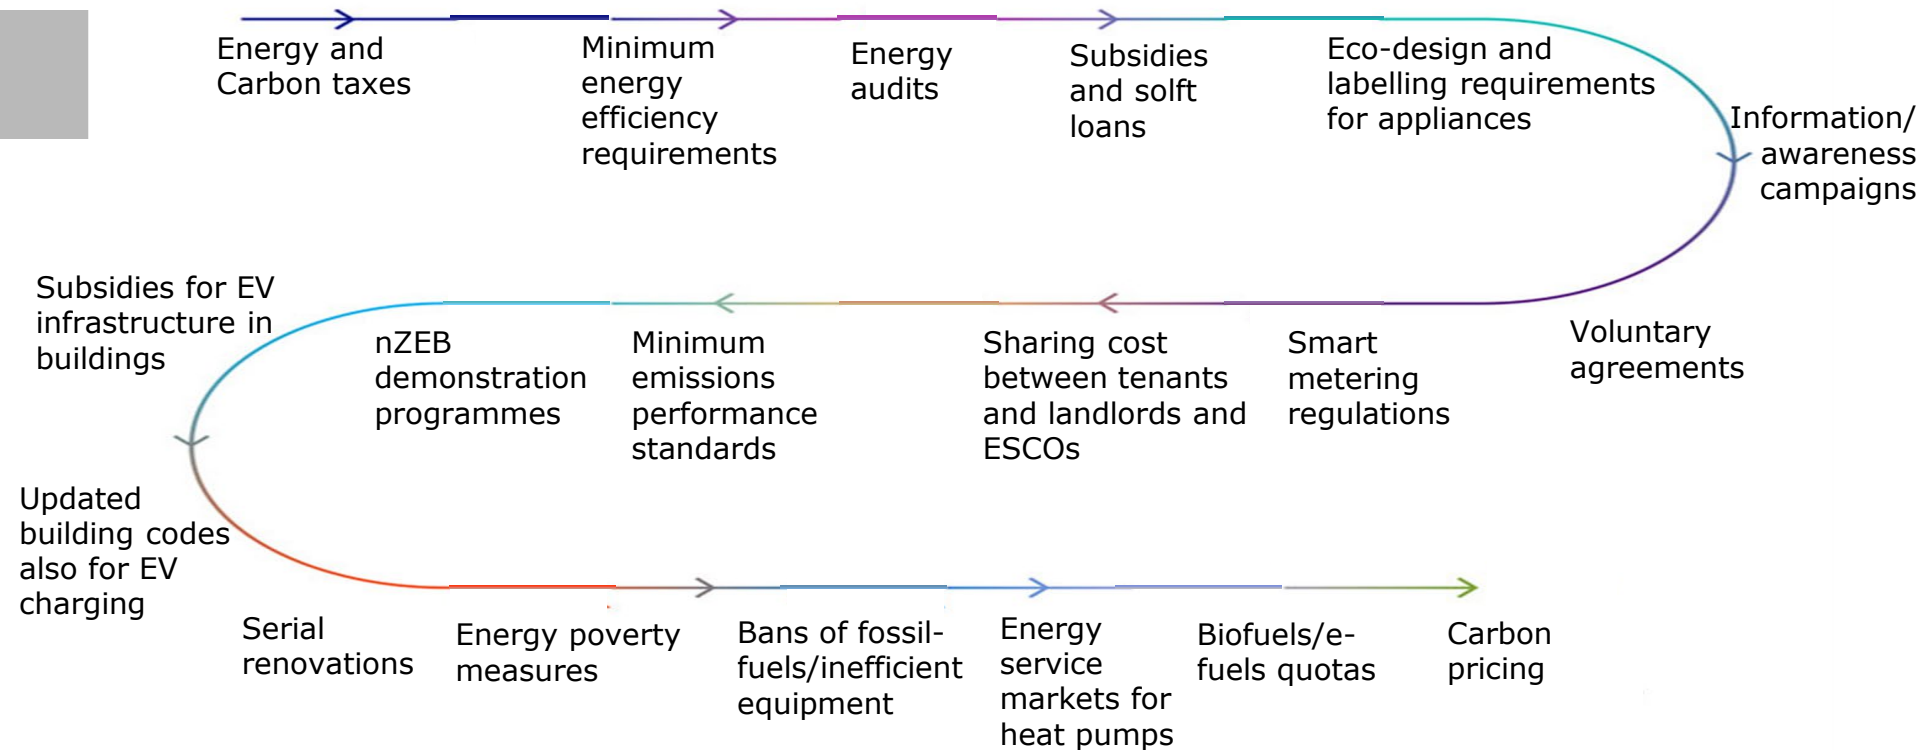 Energy and
Carbon taxes
Minimum
energy
efficiency
requirements
Energy
audits
Subsidies
and solft
loans
Eco-design and
labelling requirements
for appliances
Information/
awareness
campaigns
Voluntary
agreements
Smart
metering
regulations
Sharing cost
between tenants
and landlords and
ESCOs
Minimum
emissions
performance
standards
nZEB
demonstration
programmes
Subsidies for EV
infrastructure in
buildings
Updated
building codes
also for EV
charging
Serial
renovations
Energy poverty
measures
Bans of fossil-
fuels/inefficient
equipment
Energy
service
markets for
heat pumps
Biofuels/e-
fuels quotas
Carbon
pricing